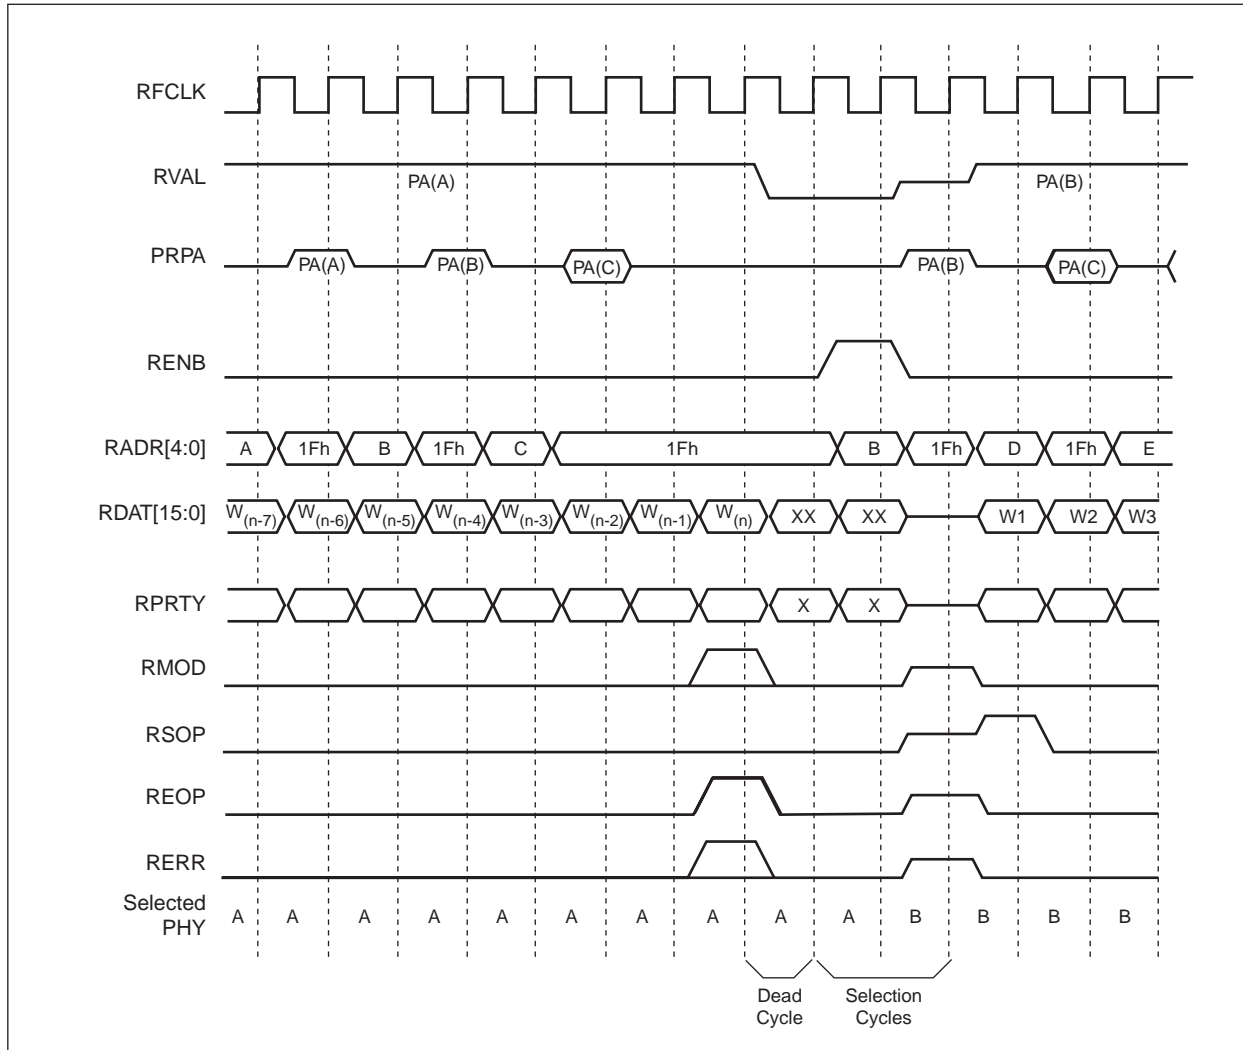 RFCLK
RVAL PA(A) PA(B)
PRPA PA(A) PA(B) PA(C) PA(B) PA(C)
RENB
RADR[4:0] A 1Fh B 1Fh C 1Fh B 1Fh D 1Fh E
RDAT[15:0] W(n-7) W(n-6) W(n-5) W(n-4) W(n-3) W(n-2) W(n-1) W(n) XX XX W1 W2 W3
RPRTY X X
RMOD
RSOP
REOP
RERR
Selected
PHY A A A A A A A A A A B B B B
Dead Selection
Cycle Cycles